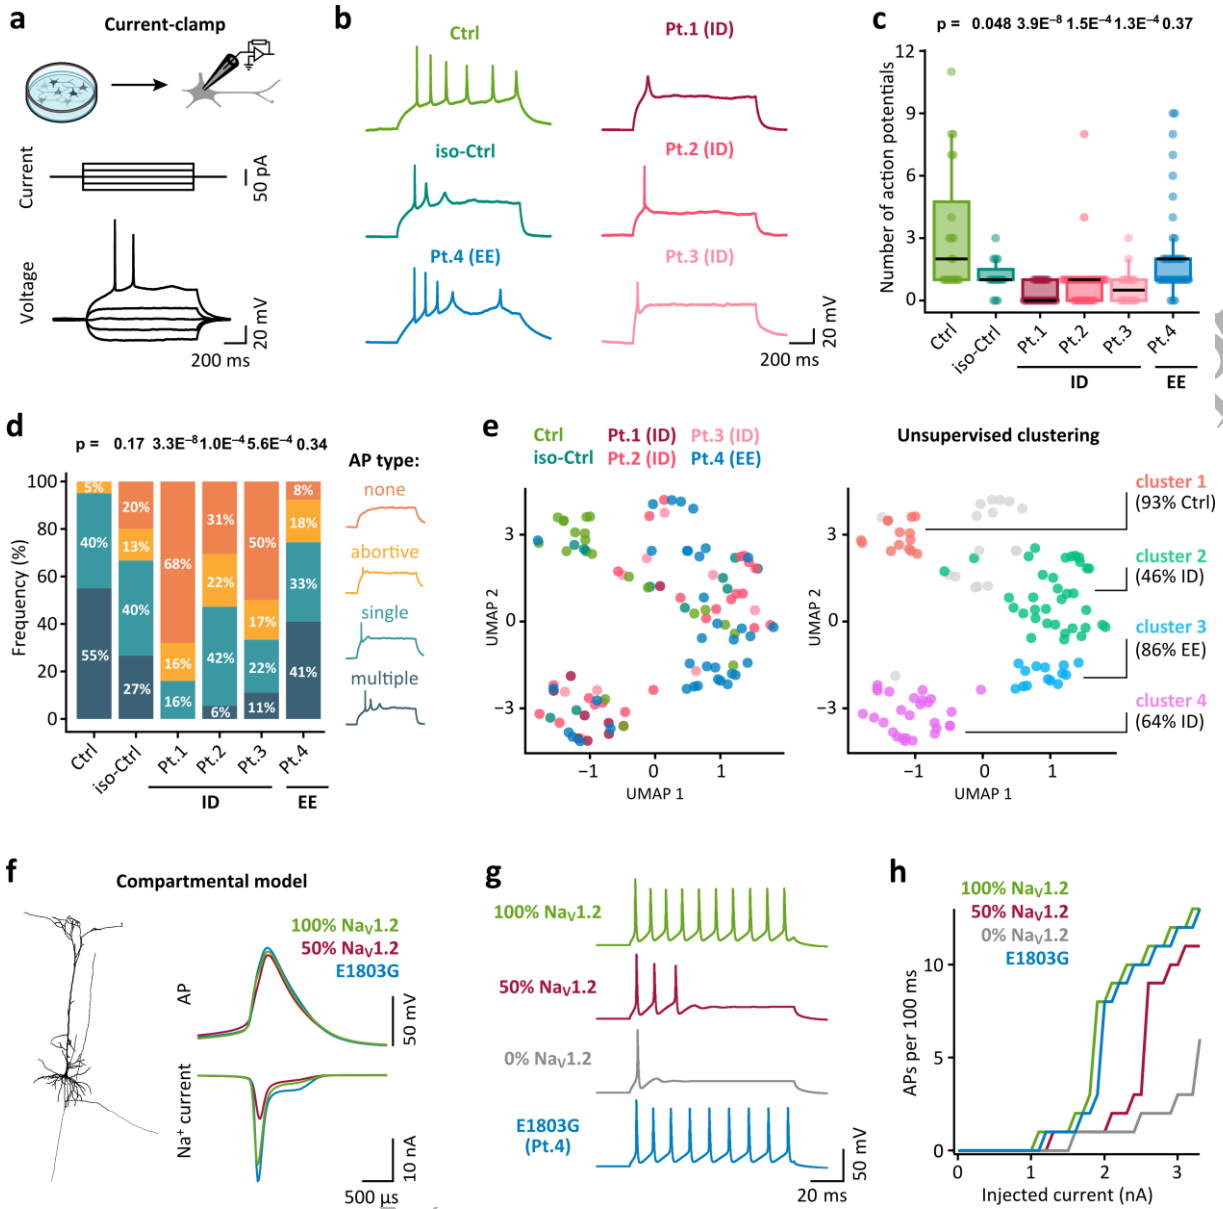 a
Current-clamp
Current
50 pA
Voltage
20 mV
200 ms
b
Ctrl
Pt.1 (ID)
iso-Ctrl
Pt.2 (ID)
Pt.4 (EE)
Pt.3 (ID)
20 mV
200 ms
c
p = 0.048 3.9E⁻⁸ 1.5E⁻⁴ 1.3E⁻⁴ 0.37
Number of action potentials
12
9
6
3
0
Ctrl
iso-Ctrl
Pt.1
Pt.2
Pt.3
Pt.4
ID
EE
d
p = 0.17 3.3E⁻⁸ 1.0E⁻⁴ 5.6E⁻⁴ 0.34
Frequency (%)
100
80
60
40
20
0
5%
40%
55%
20%
13%
40%
27%
68%
16%
16%
31%
22%
42%
6%
50%
17%
22%
11%
8%
18%
33%
41%
Ctrl
iso-Ctrl
Pt.1
Pt.2
Pt.3
Pt.4
ID
EE
AP type:
none
abortive
single
multiple
e
Ctrl Pt.1 (ID) Pt.3 (ID)
iso-Ctrl Pt.2 (ID) Pt.4 (EE)
UMAP 2
3
0
−3
−1 0 1
UMAP 1
Unsupervised clustering
cluster 1
(93% Ctrl)
cluster 2
(46% ID)
cluster 3
(86% EE)
cluster 4
(64% ID)
UMAP 2
3
0
−3
−1 0 1
UMAP 1
f
Compartmental model
100% NaV1.2
50% NaV1.2
E1803G
AP
50 mV
Na⁺ current
10 nA
500 µs
g
100% NaV1.2
50% NaV1.2
0% NaV1.2
E1803G
(Pt.4)
50 mV
20 ms
h
100% NaV1.2
50% NaV1.2
0% NaV1.2
E1803G
APs per 100 ms
10
5
0
0 1 2 3
Injected current (nA)